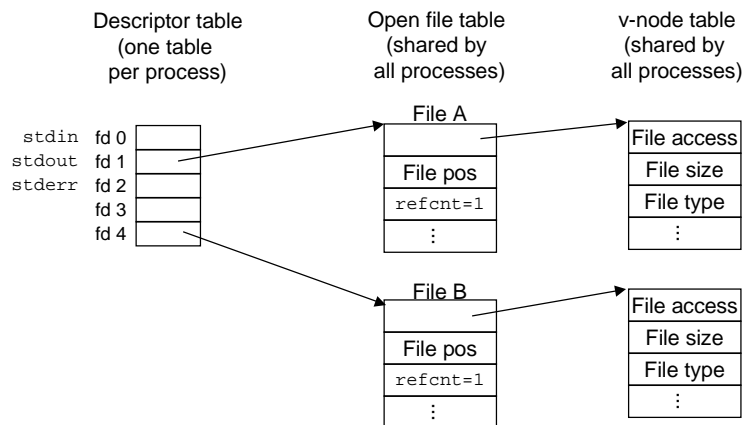 Descriptor table
(one table
per process)
Open file table
(shared by
all processes)
v-node table
(shared by
all processes)
stdin fd 0
stdout fd 1
stderr fd 2
fd 3
fd 4
File A
File pos
refcnt=1
⋮
File access
File size
File type
⋮
File B
File pos
refcnt=1
⋮
File access
File size
File type
⋮